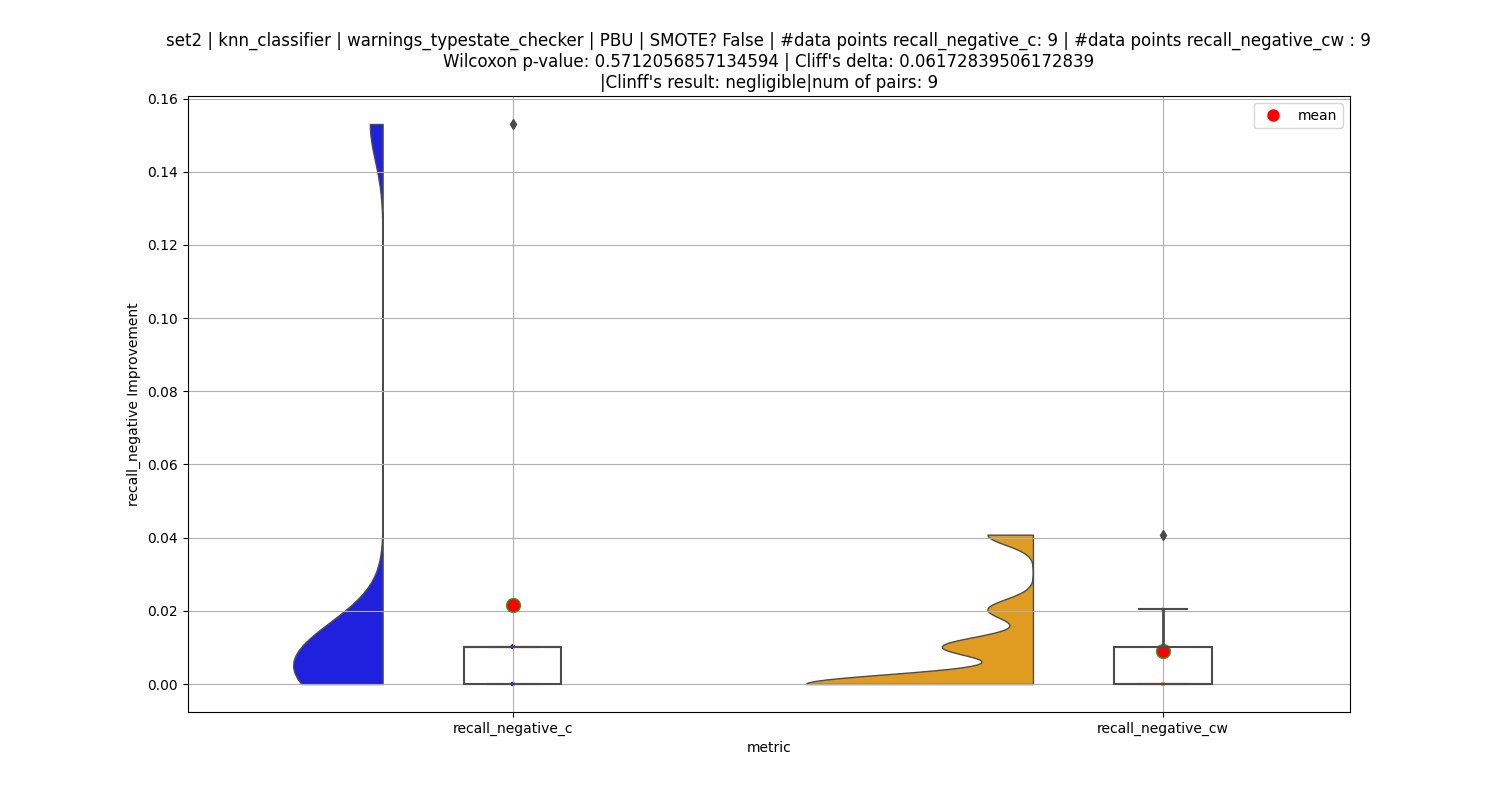 set2 | knn_classifier | warnings_typestate_checker | PBU | SMOTE? False | #data points recall_negative_c: 9 | #data points recall_negative_cw : 9
Wilcoxon p-value: 0.5712056857134594 | Cliff's delta: 0.06172839506172839
|Clinff's result: negligible|num of pairs: 9
mean
recall_negative Improvement
0.16
0.14
0.12
0.10
0.08
0.06
0.04
0.02
0.00
recall_negative_c
recall_negative_cw
metric